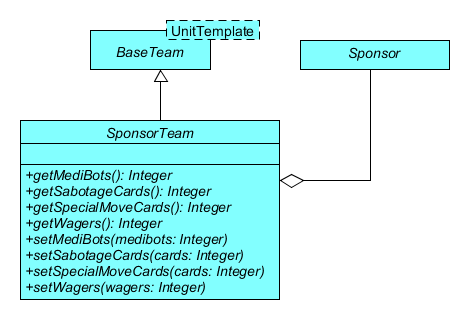 UnitTemplate
BaseTeam
Sponsor
SponsorTeam
+getMediBots(): Integer
+getSabotageCards(): Integer
+getSpecialMoveCards(): Integer
+getWagers(): Integer
+setMediBots(medibots: Integer)
+setSabotageCards(cards: Integer)
+setSpecialMoveCards(cards: Integer)
+setWagers(wagers: Integer)